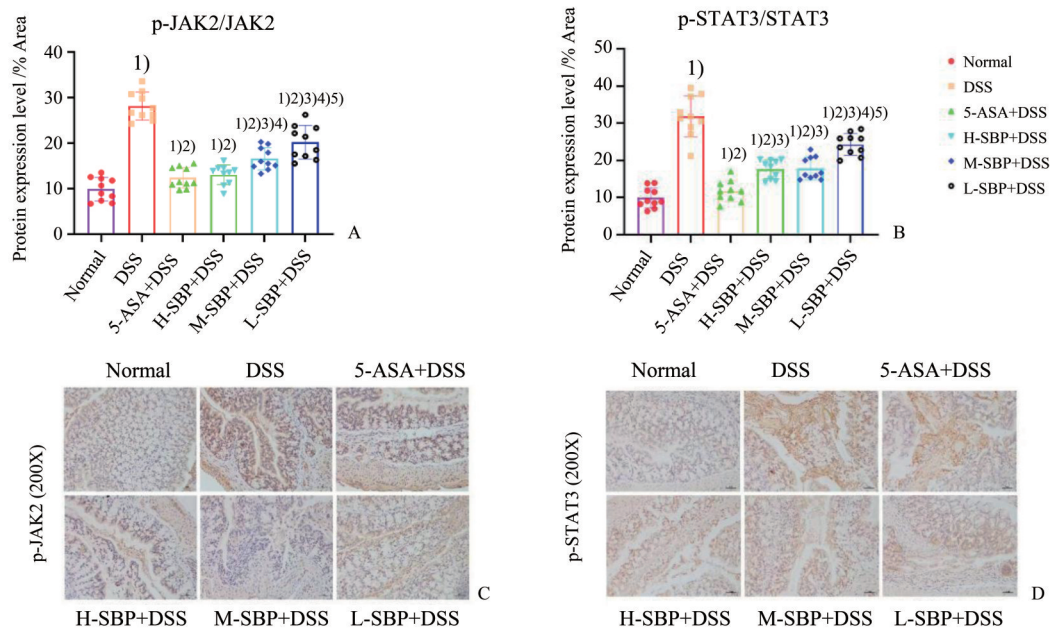 p-JAK2/JAK2
Protein expression level /% Area
40
30
20
10
0
1)
1)2)
1)2)
1)2)3)4)
1)2)3)4)5)
Normal
DSS
5-ASA+DSS
H-SBP+DSS
M-SBP+DSS
L-SBP+DSS
A
p-STAT3/STAT3
Protein expression level /% Area
50
40
30
20
10
0
1)
1)2)
1)2)3)
1)2)3)
1)2)3)4)5)
Normal
DSS
5-ASA+DSS
H-SBP+DSS
M-SBP+DSS
L-SBP+DSS
B
Normal
DSS
5-ASA+DSS
H-SBP+DSS
M-SBP+DSS
L-SBP+DSS
Normal DSS 5-ASA+DSS
p-JAK2 (200X)
H-SBP+DSS M-SBP+DSS L-SBP+DSS
C
Normal DSS 5-ASA+DSS
p-STAT3 (200X)
H-SBP+DSS M-SBP+DSS L-SBP+DSS
D